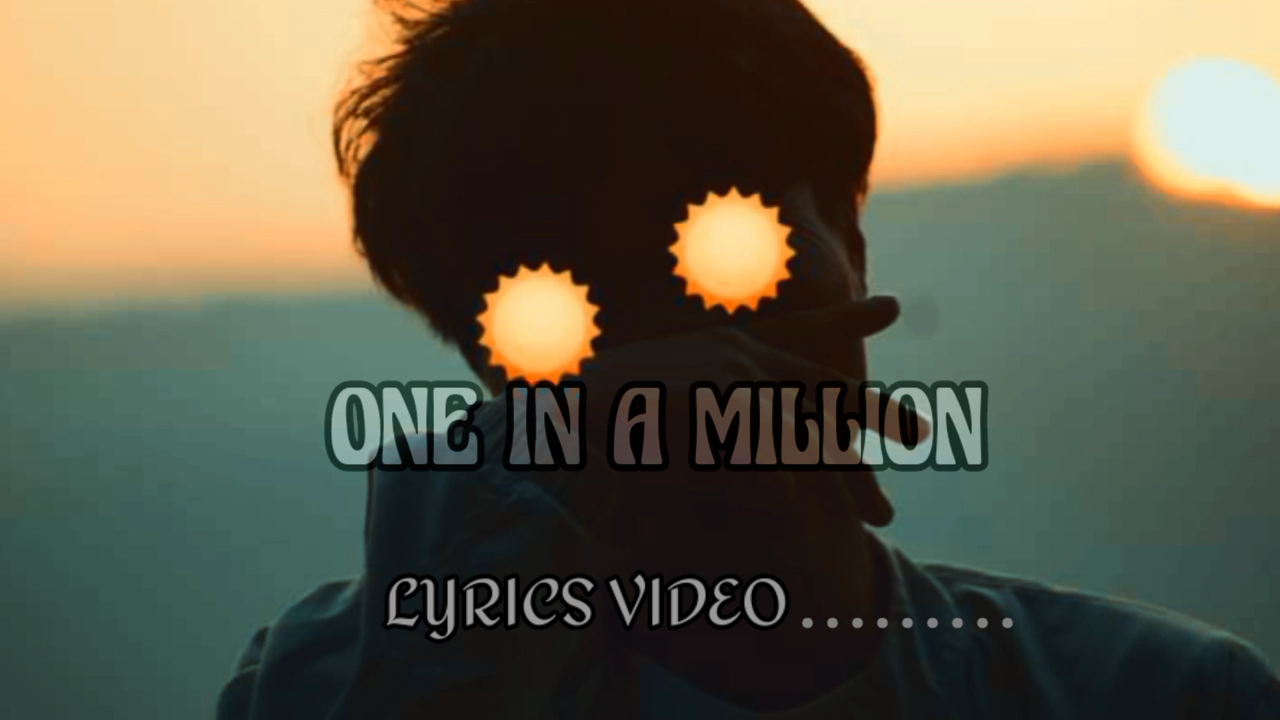 ONE IN A MILLION
LYRICS VIDEO .........